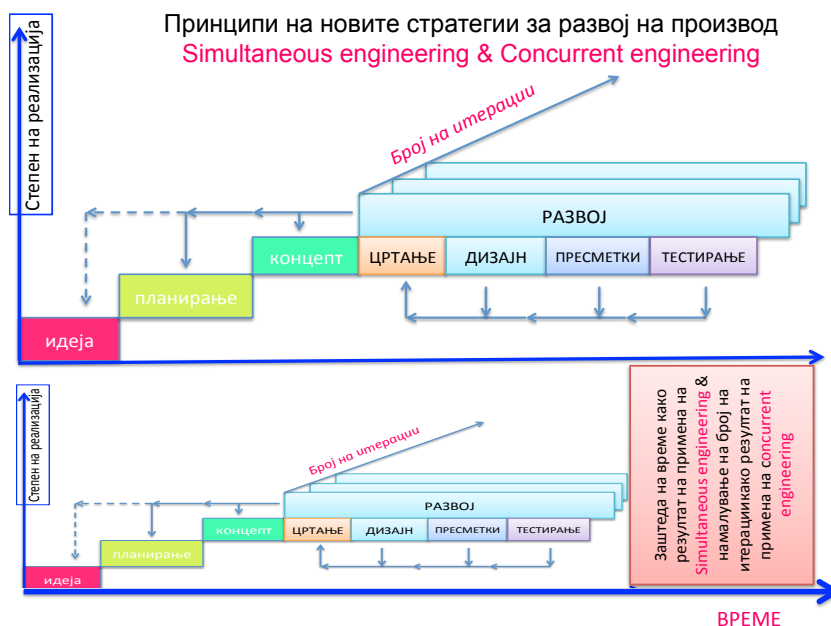 Принципи на новите стратегии за развој на производ
Simultaneous engineering & Concurrent engineering
Степен на реализација
Број на итерации
РАЗВОЈ
концепт
ЦРТАЊЕ
ДИЗАЈН
ПРЕСМЕТКИ
ТЕСТИРАЊЕ
планирање
идеја
Степен на реализација
Број на итерации
РАЗВОЈ
концепт
ЦРТАЊЕ
ДИЗАЈН
ПРЕСМЕТКИ
ТЕСТИРАЊЕ
планирање
идеја
Заштеда на време како
резултат на примена на
Simultaneous engineering &
намалување на број на
итерациикако резултат на
примена на concurrent
engineering
ВРЕМЕ